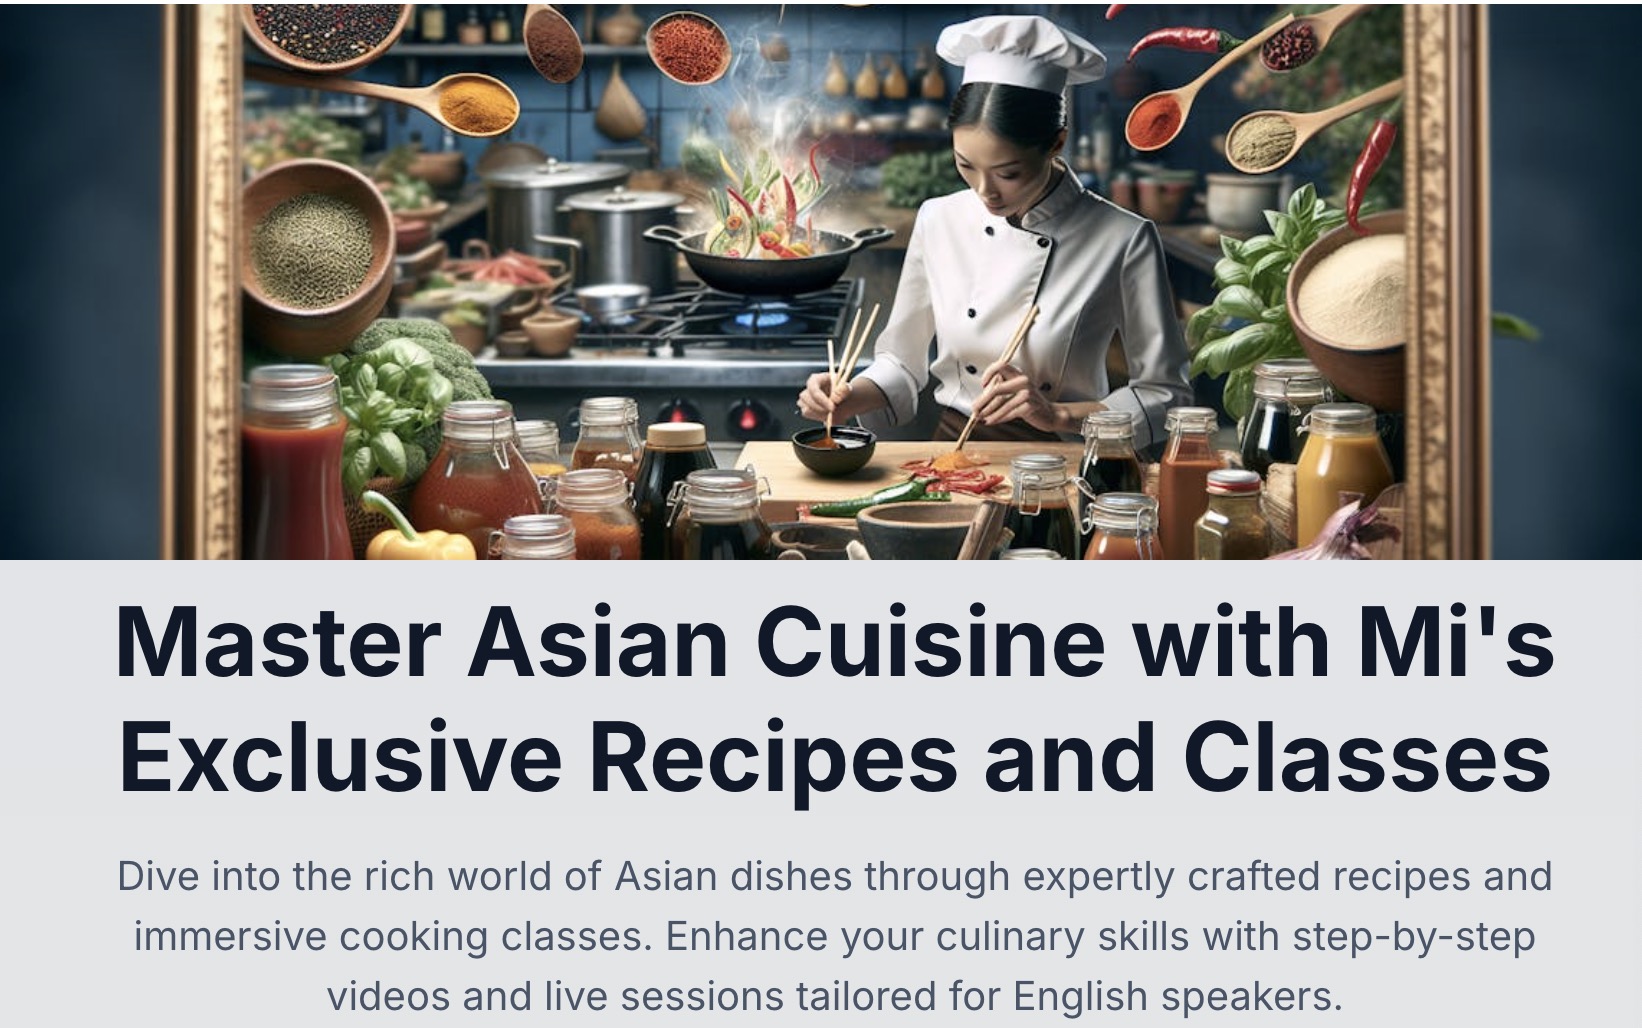 Master Asian Cuisine with Mi's
Exclusive Recipes and Classes
Dive into the rich world of Asian dishes through expertly crafted recipes and
immersive cooking classes. Enhance your culinary skills with step-by-step
videos and live sessions tailored for English speakers.